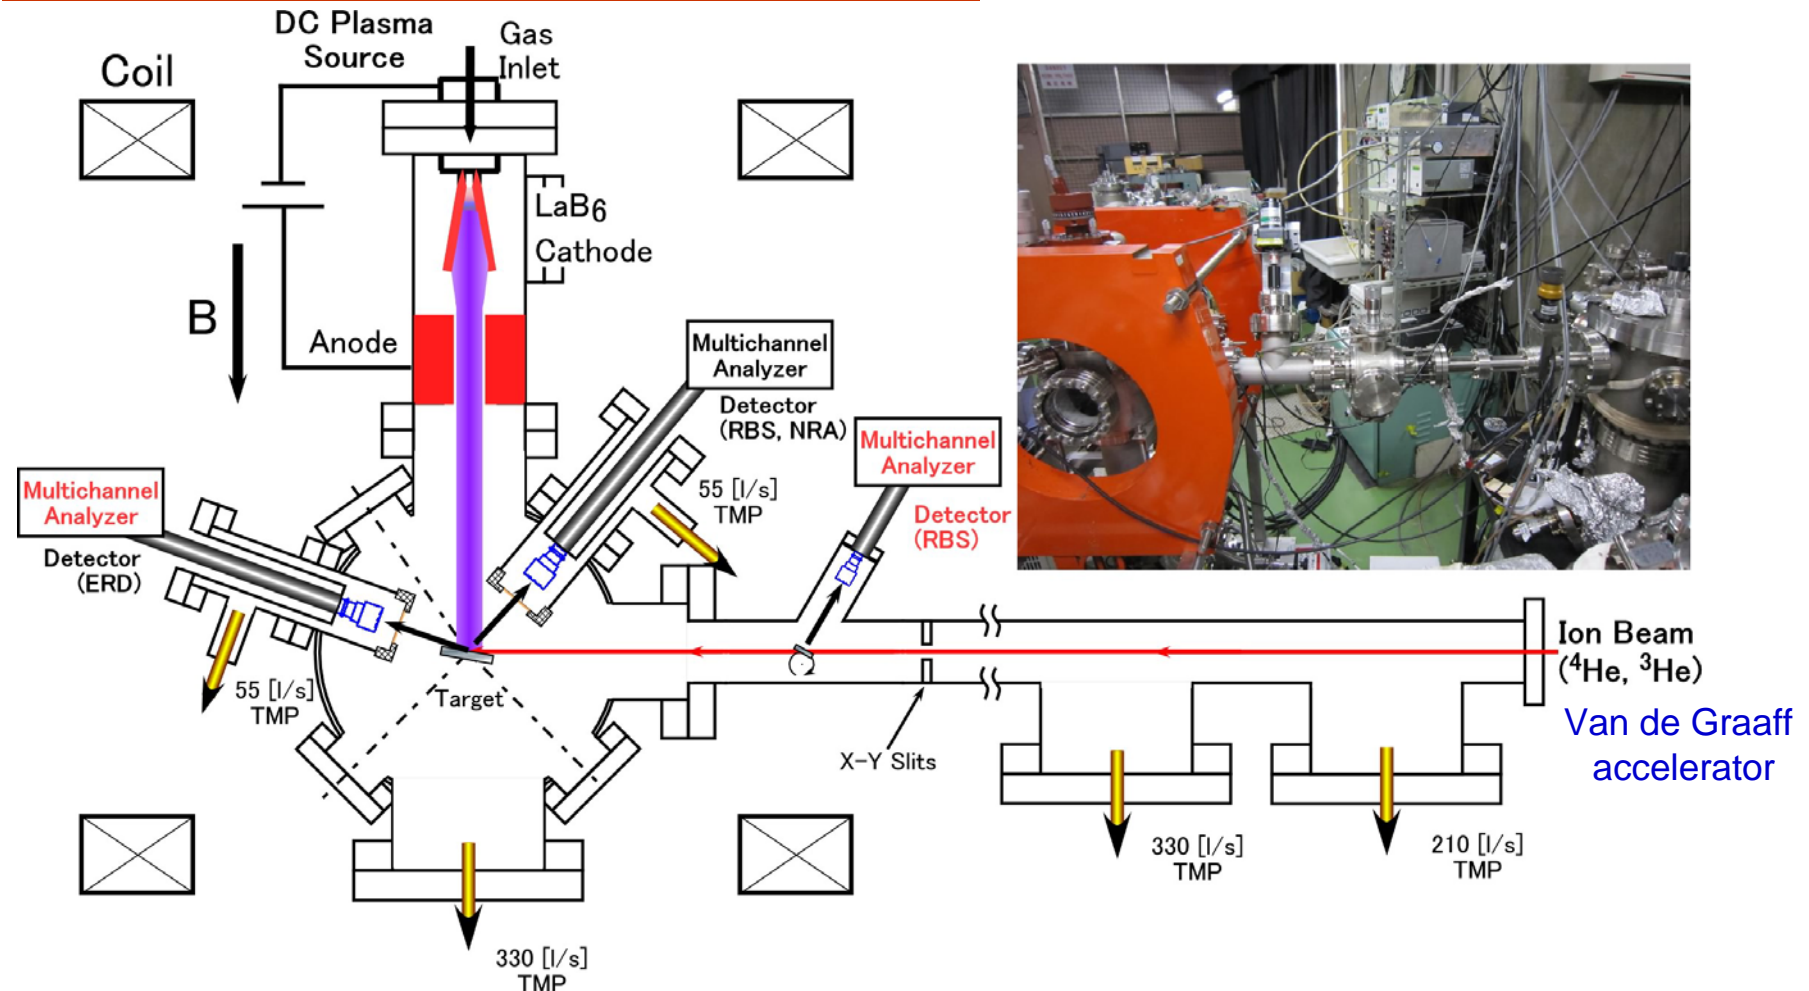 DC Plasma
Source
Gas
Inlet
Coil
LaB6
Cathode
B
Anode
Multichannel
Analyzer
Detector
(RBS, NRA)
Multichannel
Analyzer
Detector
(RBS)
55 [l/s]
TMP
Multichannel
Analyzer
Detector
(ERD)
55 [l/s]
TMP
Target
X-Y Slits
Ion Beam
(⁴He, ³He)
Van de Graaff
accelerator
330 [l/s]
TMP
210 [l/s]
TMP
330 [l/s]
TMP